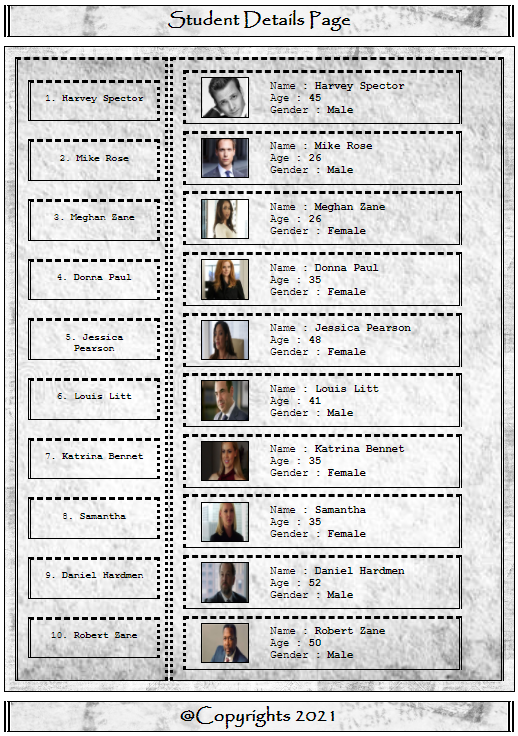 Student Details Page
1. Harvey Spector
2. Mike Rose
3. Meghan Zane
4. Donna Paul
5. Jessica
Pearson
6. Louis Litt
7. Katrina Bennet
8. Samantha
9. Daniel Hardmen
10. Robert Zane
Name : Harvey Spector
Age : 45
Gender : Male
Name : Mike Rose
Age : 26
Gender : Male
Name : Meghan Zane
Age : 26
Gender : Female
Name : Donna Paul
Age : 35
Gender : Female
Name : Jessica Pearson
Age : 48
Gender : Female
Name : Louis Litt
Age : 41
Gender : Male
Name : Katrina Bennet
Age : 35
Gender : Female
Name : Samantha
Age : 35
Gender : Female
Name : Daniel Hardmen
Age : 52
Gender : Male
Name : Robert Zane
Age : 50
Gender : Male
@Copyrights 2021